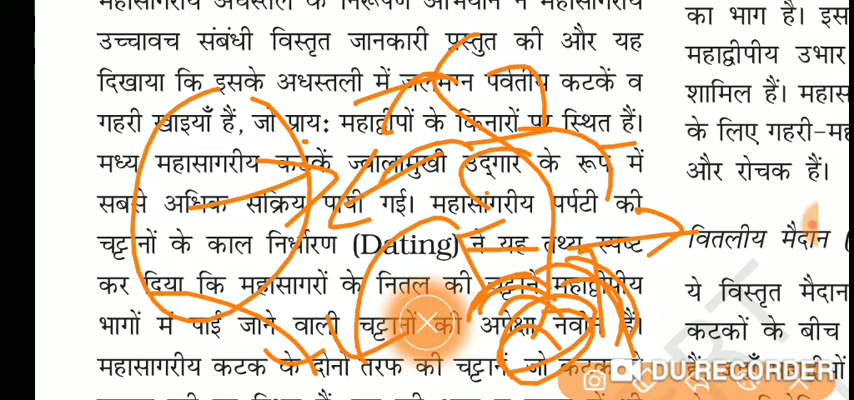 महासागरीय अधस्तल के निरूपण अभियान ने महासागरीय
उच्चावच संबंधी विस्तृत जानकारी प्रस्तुत की और यह
दिखाया कि इसके अधस्तली में जलमग्न पर्वतीय कटकें व
गहरी खाइयाँ हैं, जो प्राय: महाद्वीपों के किनारों पर स्थित हैं।
मध्य महासागरीय कटकें ज्वालामुखी उद्गार के रूप में
सबसे अधिक सक्रिय पायी गई। महासागरीय पर्पटी की
चट्टानों के काल निर्धारण (Dating) ने यह तथ्य स्पष्ट
कर दिया कि महासागरों के नितल की चट्टानें महाद्वीपीय
भागों में पाई जाने वाली चट्टानों की अपेक्षा नवीन हैं।
महासागरीय कटक के दोनों तरफ की चट्टानें, जो कटक से
का भाग है। इस
महाद्वीपीय उभार
शामिल हैं। महास
के लिए गहरी-मह
और रोचक हैं।
वितलीय मैदान (
ये विस्तृत मैदान
कटकों के बीच
DU RECORDER